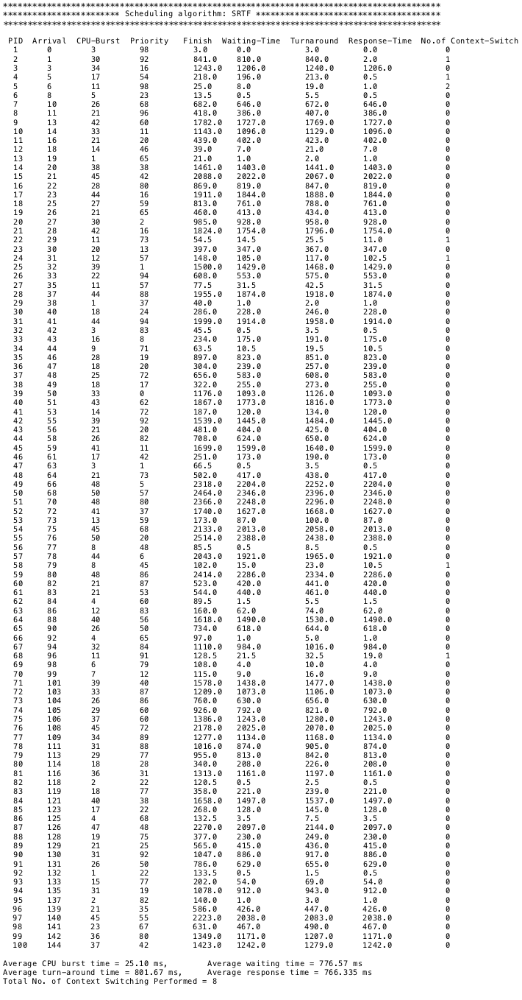 **************************************************************************************
*********************** Scheduling algorithm: SRTF ************************************
**************************************************************************************
PID Arrival CPU-Burst Priority Finish Waiting-Time Turnaround Response-Time No.of Context-Switch
1 0 3 98 3.0 0.0 3.0 0.0 0
2 1 30 92 841.0 810.0 840.0 2.0 1
3 3 34 16 1243.0 1206.0 1240.0 1206.0 0
4 5 17 54 218.0 196.0 213.0 0.5 1
5 6 11 98 25.0 8.0 19.0 1.0 2
6 8 5 23 13.5 0.5 5.5 0.5 0
7 10 26 68 682.0 646.0 672.0 646.0 0
8 11 21 96 418.0 386.0 407.0 386.0 0
9 13 42 60 1782.0 1727.0 1769.0 1727.0 0
10 14 33 11 1143.0 1096.0 1129.0 1096.0 0
11 16 21 20 439.0 402.0 423.0 402.0 0
12 18 14 46 39.0 7.0 21.0 7.0 0
13 19 1 65 21.0 1.0 2.0 1.0 0
14 20 38 38 1461.0 1403.0 1441.0 1403.0 0
15 21 45 42 2088.0 2022.0 2067.0 2022.0 0
16 22 28 80 869.0 819.0 847.0 819.0 0
17 23 44 16 1911.0 1844.0 1888.0 1844.0 0
18 25 27 59 813.0 761.0 788.0 761.0 0
19 26 21 65 460.0 413.0 434.0 413.0 0
20 27 30 2 985.0 928.0 958.0 928.0 0
21 28 42 16 1824.0 1754.0 1796.0 1754.0 0
22 29 11 73 54.5 14.5 25.5 11.0 1
23 30 20 13 397.0 347.0 367.0 347.0 0
24 31 12 57 148.0 105.0 117.0 102.5 1
25 32 39 1 1500.0 1429.0 1468.0 1429.0 0
26 33 22 94 608.0 553.0 575.0 553.0 0
27 35 11 57 77.5 31.5 42.5 31.5 0
28 37 44 88 1955.0 1874.0 1918.0 1874.0 0
29 38 1 37 40.0 1.0 2.0 1.0 0
30 40 18 24 286.0 228.0 246.0 228.0 0
31 41 44 94 1999.0 1914.0 1958.0 1914.0 0
32 42 3 83 45.5 0.5 3.5 0.5 0
33 43 16 8 234.0 175.0 191.0 175.0 0
34 44 9 71 63.5 10.5 19.5 10.5 0
35 46 28 19 897.0 823.0 851.0 823.0 0
36 47 18 20 304.0 239.0 257.0 239.0 0
37 48 25 72 656.0 583.0 608.0 583.0 0
38 49 18 17 322.0 255.0 273.0 255.0 0
39 50 33 0 1176.0 1093.0 1126.0 1093.0 0
40 51 43 62 1867.0 1773.0 1816.0 1773.0 0
41 53 14 72 187.0 120.0 134.0 120.0 0
42 55 39 92 1539.0 1445.0 1484.0 1445.0 0
43 56 21 20 481.0 404.0 425.0 404.0 0
44 58 26 82 708.0 624.0 650.0 624.0 0
45 59 41 11 1699.0 1599.0 1640.0 1599.0 0
46 61 17 42 251.0 173.0 190.0 173.0 0
47 63 3 1 66.5 0.5 3.5 0.5 0
48 64 21 73 502.0 417.0 438.0 417.0 0
49 66 48 5 2318.0 2204.0 2252.0 2204.0 0
50 68 50 57 2464.0 2346.0 2396.0 2346.0 0
51 70 48 80 2366.0 2248.0 2296.0 2248.0 0
52 72 41 37 1740.0 1627.0 1668.0 1627.0 0
53 73 13 59 173.0 87.0 100.0 87.0 0
54 75 45 68 2133.0 2013.0 2058.0 2013.0 0
55 76 50 20 2514.0 2388.0 2438.0 2388.0 0
56 77 8 48 85.5 0.5 8.5 0.5 0
57 78 44 6 2043.0 1921.0 1965.0 1921.0 0
58 79 8 45 102.0 15.0 23.0 10.5 1
59 80 48 86 2414.0 2286.0 2334.0 2286.0 0
60 82 21 87 523.0 420.0 441.0 420.0 0
61 83 21 53 544.0 440.0 461.0 440.0 0
62 84 4 60 89.5 1.5 5.5 1.5 0
63 86 12 83 160.0 62.0 74.0 62.0 0
64 88 40 56 1618.0 1490.0 1530.0 1490.0 0
65 90 26 50 734.0 618.0 644.0 618.0 0
66 92 4 65 97.0 1.0 5.0 1.0 0
67 94 32 84 1110.0 984.0 1016.0 984.0 0
68 96 11 91 128.5 21.5 32.5 19.0 1
69 98 6 79 108.0 4.0 10.0 4.0 0
70 99 7 12 115.0 9.0 16.0 9.0 0
71 101 39 40 1578.0 1438.0 1477.0 1438.0 0
72 103 33 87 1209.0 1073.0 1106.0 1073.0 0
73 104 26 86 760.0 630.0 656.0 630.0 0
74 105 29 60 926.0 792.0 821.0 792.0 0
75 106 37 60 1386.0 1243.0 1280.0 1243.0 0
76 108 45 72 2178.0 2025.0 2070.0 2025.0 0
77 109 34 89 1277.0 1134.0 1168.0 1134.0 0
78 111 31 88 1016.0 874.0 905.0 874.0 0
79 113 29 77 955.0 813.0 842.0 813.0 0
80 114 18 28 340.0 208.0 226.0 208.0 0
81 116 36 31 1313.0 1161.0 1197.0 1161.0 0
82 118 2 22 120.5 0.5 2.5 0.5 0
83 119 18 77 358.0 221.0 239.0 221.0 0
84 121 40 38 1658.0 1497.0 1537.0 1497.0 0
85 123 17 22 268.0 128.0 145.0 128.0 0
86 125 4 68 132.5 3.5 7.5 3.5 0
87 126 47 48 2270.0 2097.0 2144.0 2097.0 0
88 128 19 75 377.0 230.0 249.0 230.0 0
89 129 21 25 565.0 415.0 436.0 415.0 0
90 130 31 92 1047.0 886.0 917.0 886.0 0
91 131 26 50 786.0 629.0 655.0 629.0 0
92 132 1 22 133.5 0.5 1.5 0.5 0
93 133 15 77 202.0 54.0 69.0 54.0 0
94 135 31 19 1078.0 912.0 943.0 912.0 0
95 137 2 82 140.0 1.0 3.0 1.0 0
96 139 21 35 586.0 426.0 447.0 426.0 0
97 140 45 55 2223.0 2038.0 2083.0 2038.0 0
98 141 23 67 631.0 467.0 490.0 467.0 0
99 142 36 80 1349.0 1171.0 1207.0 1171.0 0
100 144 37 42 1423.0 1242.0 1279.0 1242.0 0
Average CPU burst time = 25.10 ms, Average waiting time = 776.57 ms
Average turn-around time = 801.67 ms, Average response time = 766.335 ms
Total No. of Context Switching Performed = 8